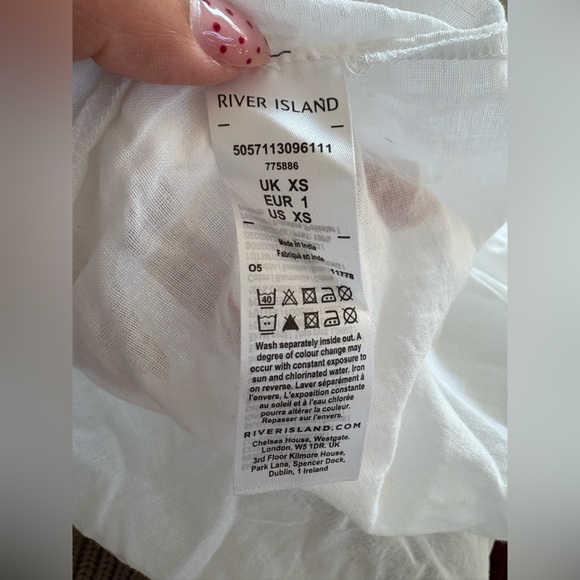 RIVER ISLAND
5057113096111
775886
UK XS
EUR 1
US XS
Made in India
Fabriqué en Inde
O5 11778
40
Wash separately inside out. A
degree of colour change may
occur with constant exposure to
sun and chlorinated water. Iron
on reverse. Laver séparément à
l'envers. L'exposition constante
au soleil et à l'eau chlorée
pourra altérer la couleur.
Repasser sur l'envers.
RIVERISLAND.COM
Chelsea House, Westgate.
London. W5 1DR. UK
3rd Floor Kilmore House,
Park Lane, Spencer Dock,
Dublin, 1 Ireland